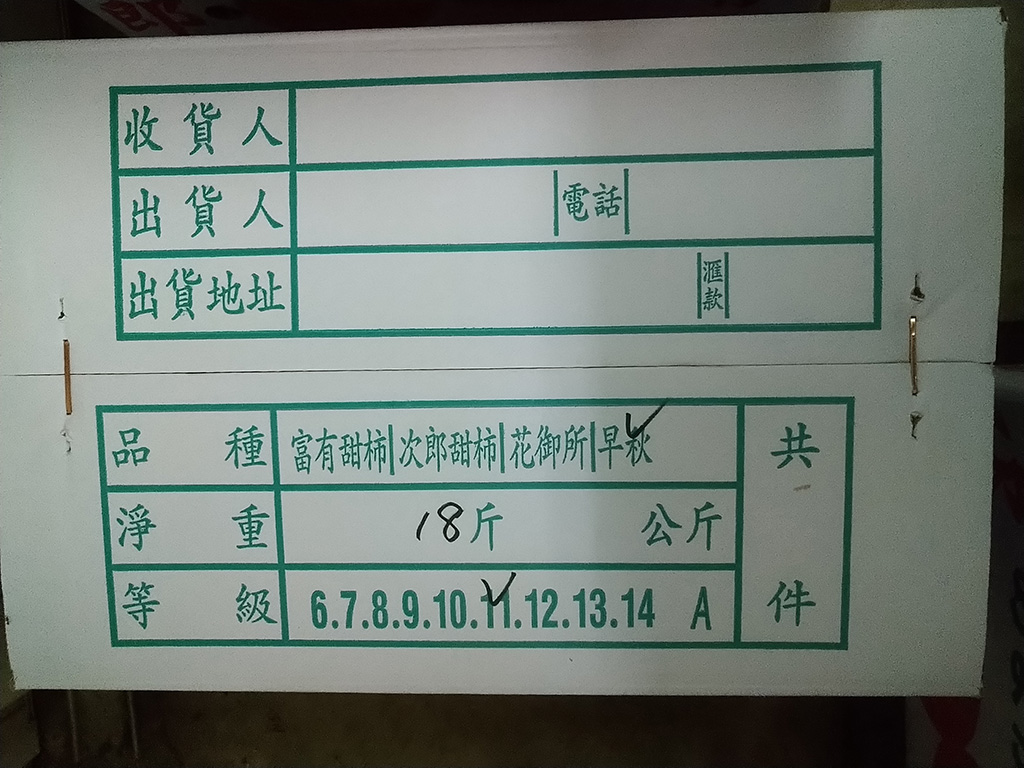 收貨人
出貨人 電話
出貨地址 匯款
品種 富有甜柿|次郎甜柿|花御所|早秋 ✓ 共
淨重 18斤 公斤
等級 6.7.8.9.10.11.12.13.14 A ✓ 件
郎